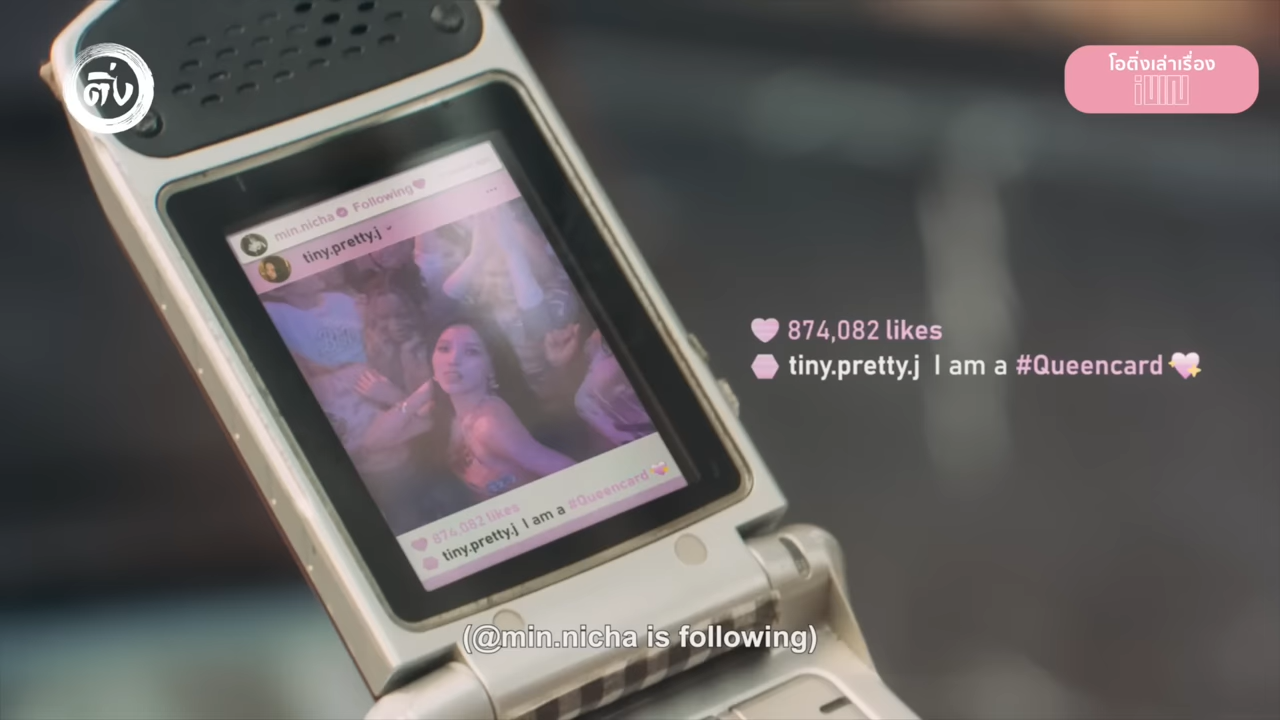 ติ่ง
โอติ่งเล่าเรื่อง
min.nicha Following
tiny.pretty.j
874,082 likes
tiny.pretty.j I am a #Queencard
874,082 likes
tiny.pretty.j I am a #Queencard
(@min.nicha is following)